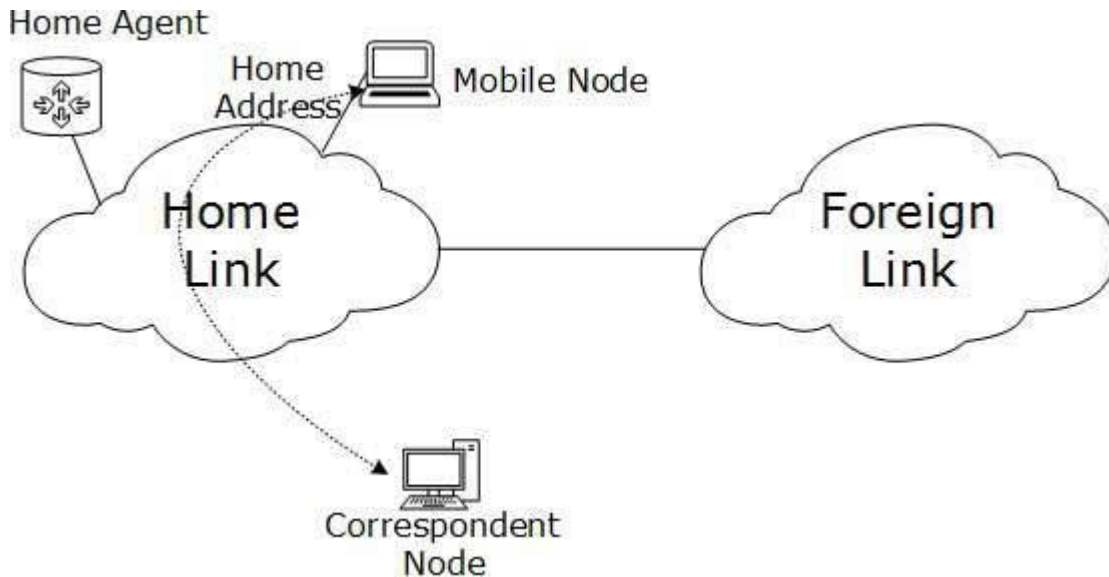 Home Agent
Home
Address
Mobile Node
Home
Link
Foreign
Link
Correspondent
Node